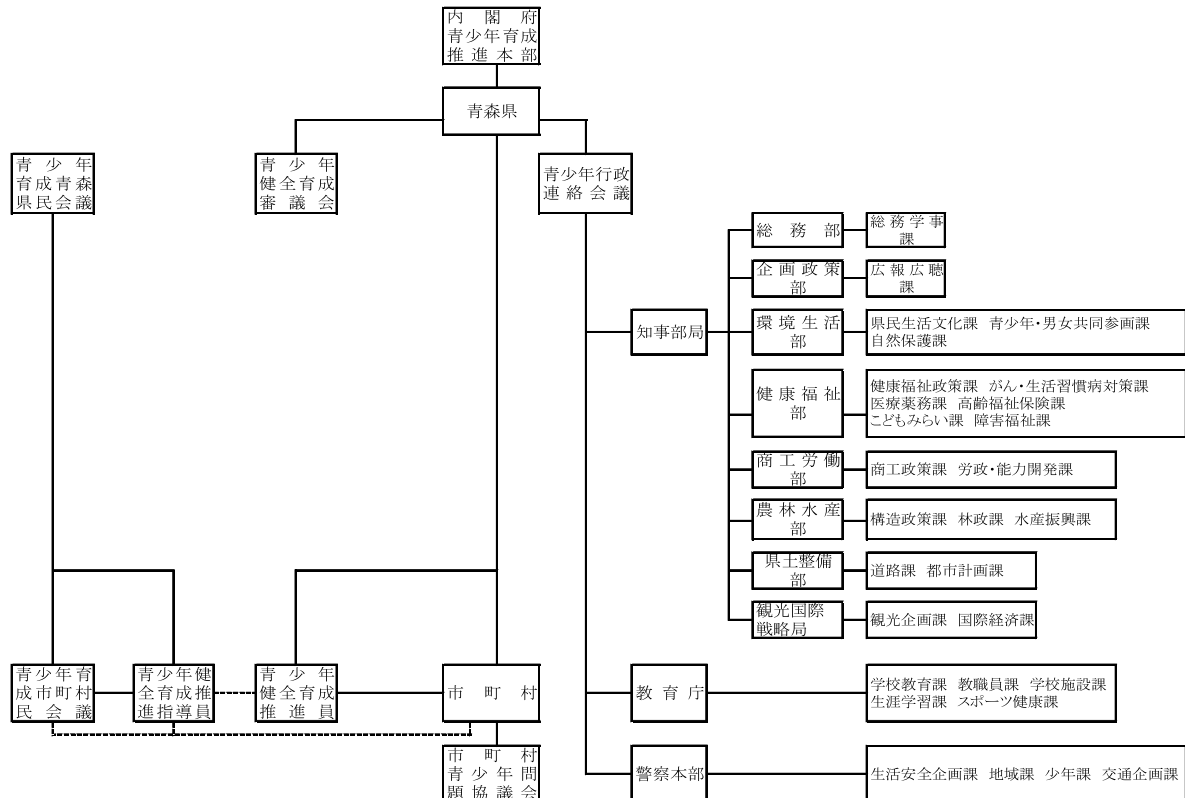 内閣府
青少年育成
推進本部
青森県
青少年
育成青森
県民会議
青少年
健全育成
審議会
青少年行政
連絡会議
総務部
総務学事
課
企画政策
部
広報広聴
課
知事部局
環境生活
部
県民生活文化課 青少年・男女共同参画課
自然保護課
健康福祉
部
健康福祉政策課 がん・生活習慣病対策課
医療薬務課 高齢福祉保険課
こどもみらい課 障害福祉課
商工労働
部
商工政策課 労政・能力開発課
農林水産
部
構造政策課 林政課 水産振興課
県土整備
部
道路課 都市計画課
観光国際
戦略局
観光企画課 国際経済課
青少年育
成市町村
民会議
青少年健
全育成推
進指導員
青少年
健全育成
推進員
市町村
教育庁
学校教育課 教職員課 学校施設課
生涯学習課 スポーツ健康課
市町村
青少年問
題協議会
警察本部
生活安全企画課 地域課 少年課 交通企画課